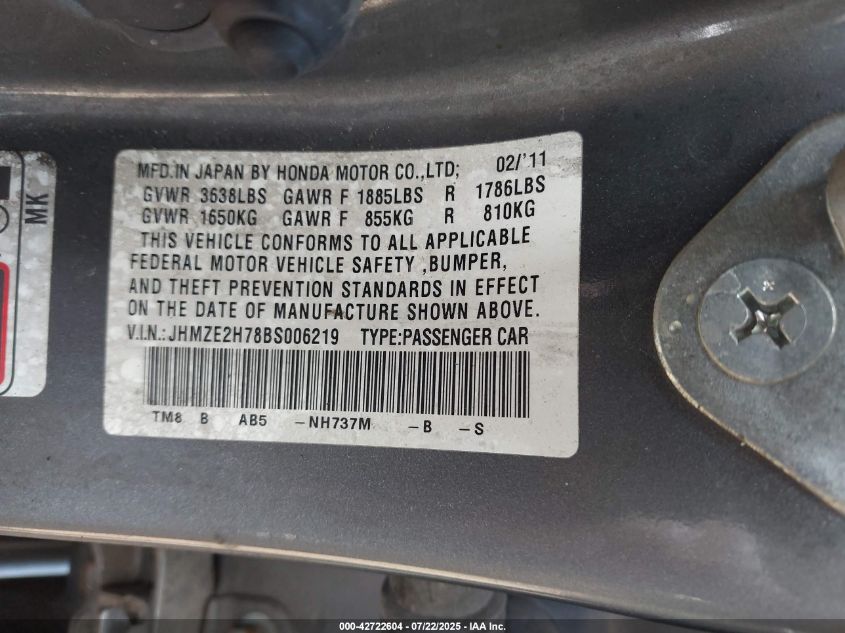 MFD.IN JAPAN BY HONDA MOTOR CO.,LTD; 02/'11
GVWR 3638LBS GAWR F 1885LBS R 1786LBS
GVWR 1650KG GAWR F 855KG R 810KG
THIS VEHICLE CONFORMS TO ALL APPLICABLE
FEDERAL MOTOR VEHICLE SAFETY ,BUMPER,
AND THEFT PREVENTION STANDARDS IN EFFECT
ON THE DATE OF MANUFACTURE SHOWN ABOVE.
V.I.N.: JHMZE2H78BS006219 TYPE:PASSENGER CAR
TM8 B AB5 -NH737M -B -S
MK
000-42722604 | 07/22/2025 - IAA Inc.